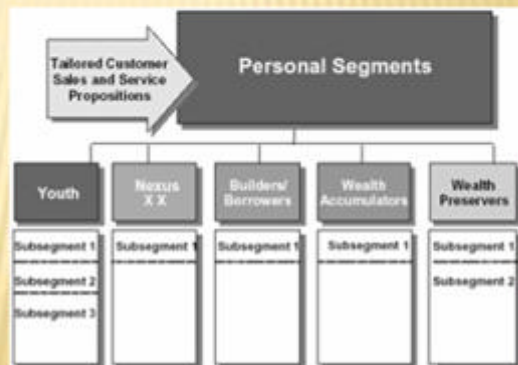 Tailored Customer
Sales and Service
Propositions
Personal Segments
Youth
Nexus
X X
Builders/
Borrowers
Wealth
Accumulators
Wealth
Preservers
Subsegment 1
Subsegment 2
Subsegment 3
Subsegment 1
Subsegment 1
Subsegment 1
Subsegment 1
Subsegment 2